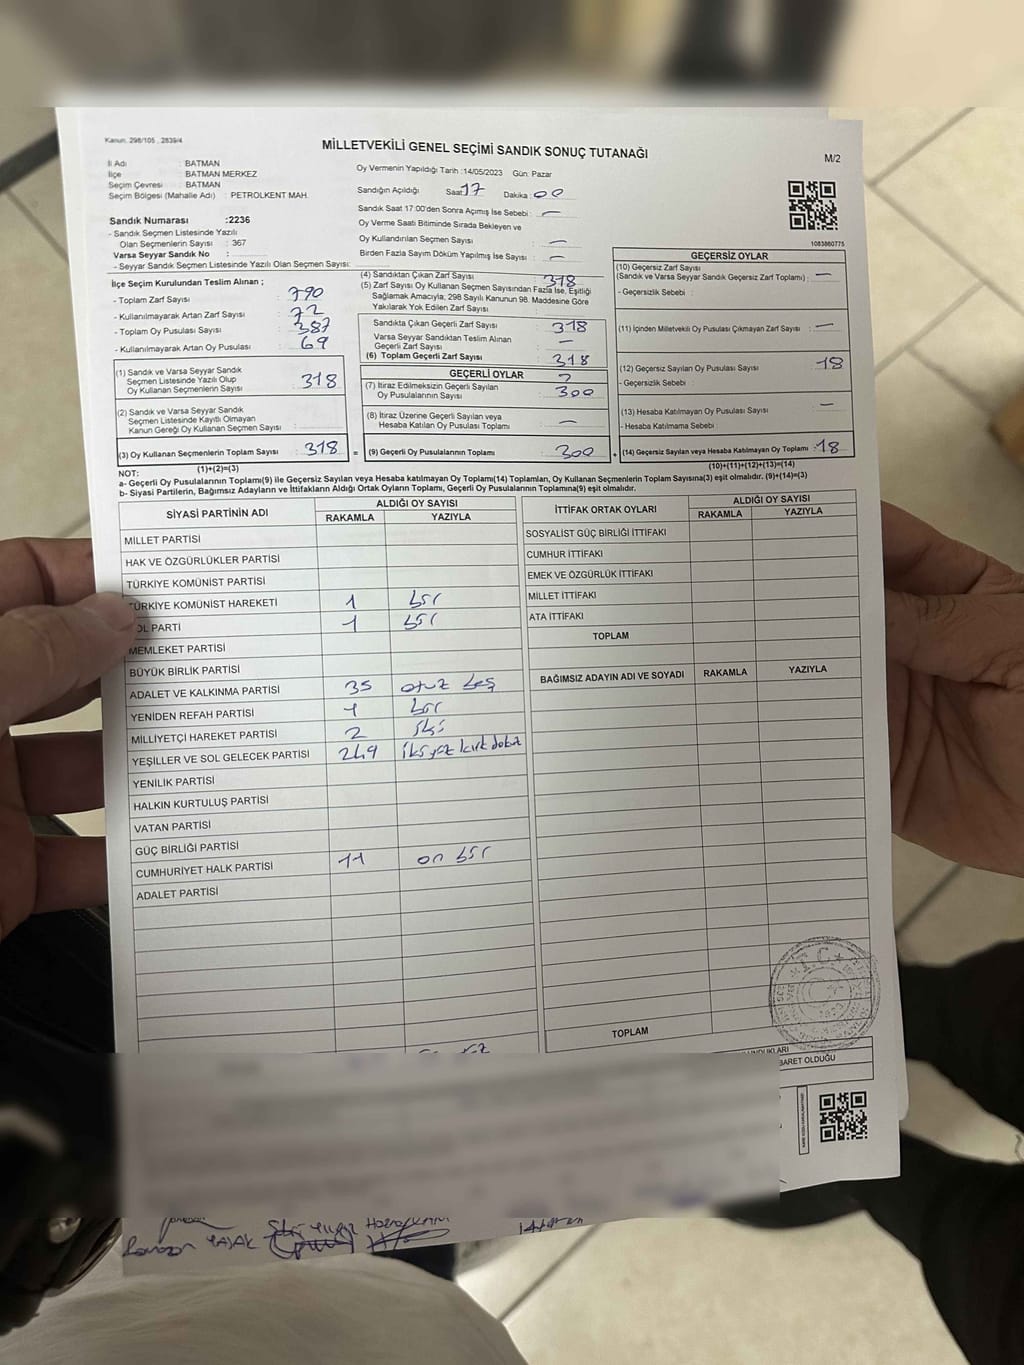 Kanun. 298/105 , 2839/4
MİLLETVEKİLİ GENEL SEÇİMİ SANDIK SONUÇ TUTANAĞI
M/2
İl Adı : BATMAN
İlçe : BATMAN MERKEZ
Seçim Çevresi : BATMAN
Seçim Bölgesi (Mahalle Adı) : PETROLKENT MAH.
Oy Vermenin Yapıldığı Tarih :14/05/2023 Gün: Pazar
Sandığın Açıldığı Saat 17 Dakika : 00
Sandık Saat 17:00'den Sonra Açılmış İse Sebebi : —
Oy Verme Saati Bitiminde Sırada Bekleyen ve
Oy Kullandırılan Seçmen Sayısı : —
Birden Fazla Sayım Döküm Yapılmış İse Sayısı : —
1083860775
Sandık Numarası :2236
- Sandık Seçmen Listesinde Yazılı
Olan Seçmenlerin Sayısı : 367
Varsa Seyyar Sandık No :
- Seyyar Sandık Seçmen Listesinde Yazılı Olan Seçmen Sayısı:
İlçe Seçim Kurulundan Teslim Alınan ;
- Toplam Zarf Sayısı : 390
- Kullanılmayarak Artan Zarf Sayısı : 72
- Toplam Oy Pusulası Sayısı : 387
- Kullanılmayarak Artan Oy Pusulası : 69
(1) Sandık ve Varsa Seyyar Sandık
Seçmen Listesinde Yazılı Olup
Oy Kullanan Seçmenlerin Sayısı : 318
(2) Sandık ve Varsa Seyyar Sandık
Seçmen Listesinde Kayıtlı Olmayan
Kanun Gereği Oy Kullanan Seçmen Sayısı :
(3) Oy Kullanan Seçmenlerin Toplam Sayısı : 318
(4) Sandıktan Çıkan Zarf Sayısı : 318
(5) Zarf Sayısı Oy Kullanan Seçmen Sayısından Fazla İse, Eşitliği
Sağlamak Amacıyla, 298 Sayılı Kanunun 98. Maddesine Göre
Yakılarak Yok Edilen Zarf Sayısı :
Sandıkta Çıkan Geçerli Zarf Sayısı : 318
Varsa Seyyar Sandıktan Teslim Alınan
Geçerli Zarf Sayısı : —
(6) Toplam Geçerli Zarf Sayısı : 318
GEÇERLİ OYLAR
(7) İtiraz Edilmeksizin Geçerli Sayılan
Oy Pusulalarının Sayısı : 300
(8) İtiraz Üzerine Geçerli Sayılan veya
Hesaba Katılan Oy Pusulası Toplamı : —
= (9) Geçerli Oy Pusulalarının Toplamı : 300
GEÇERSİZ OYLAR
(10) Geçersiz Zarf Sayısı
(Sandık ve Varsa Seyyar Sandık Geçersiz Zarf Toplamı) : —
- Geçersizlik Sebebi :
(11) İçinden Milletvekili Oy Pusulası Çıkmayan Zarf Sayısı : —
(12) Geçersiz Sayılan Oy Pusulası Sayısı : 18
- Geçersizlik Sebebi :
(13) Hesaba Katılmayan Oy Pusulası Sayısı : —
- Hesaba Katılmama Sebebi :
+ (14) Geçersiz Sayılan veya Hesaba Katılmayan Oy Toplamı : 18
NOT: (1)+(2)=(3) (10)+(11)+(12)+(13)=(14)
a- Geçerli Oy Pusulalarının Toplamı(9) ile Geçersiz Sayılan veya Hesaba katılmayan Oy Toplamı(14) Toplamları, Oy Kullanan Seçmenlerin Toplam Sayısına(3) eşit olmalıdır. (9)+(14)=(3)
b- Siyasi Partilerin, Bağımsız Adayların ve İttifakların Aldığı Ortak Oyların Toplamı, Geçerli Oy Pusulalarının Toplamına(9) eşit olmalıdır.
SİYASİ PARTİNİN ADI ALDIĞI OY SAYISI
RAKAMLA YAZIYLA
MİLLET PARTİSİ
HAK VE ÖZGÜRLÜKLER PARTİSİ
TÜRKİYE KOMÜNİST PARTİSİ
TÜRKİYE KOMÜNİST HAREKETİ 1 bir
OL PARTİ 1 bir
MEMLEKET PARTİSİ
BÜYÜK BİRLİK PARTİSİ
ADALET VE KALKINMA PARTİSİ 35 otuz beş
YENİDEN REFAH PARTİSİ 1 bir
MİLLİYETÇİ HAREKET PARTİSİ 2 iki
YEŞİLLER VE SOL GELECEK PARTİSİ 249 ikiyüz kırk dokuz
YENİLİK PARTİSİ
HALKIN KURTULUŞ PARTİSİ
VATAN PARTİSİ
GÜÇ BİRLİĞİ PARTİSİ
CUMHURİYET HALK PARTİSİ 11 on bir
ADALET PARTİSİ
İTTİFAK ORTAK OYLARI ALDIĞI OY SAYISI
RAKAMLA YAZIYLA
SOSYALİST GÜÇ BİRLİĞİ İTTİFAKI
CUMHUR İTTİFAKI
EMEK VE ÖZGÜRLÜK İTTİFAKI
MİLLET İTTİFAKI
ATA İTTİFAKI
TOPLAM
BAĞIMSIZ ADAYIN ADI VE SOYADI RAKAMLA YAZIYLA
TOPLAM
BARET OLDUĞU